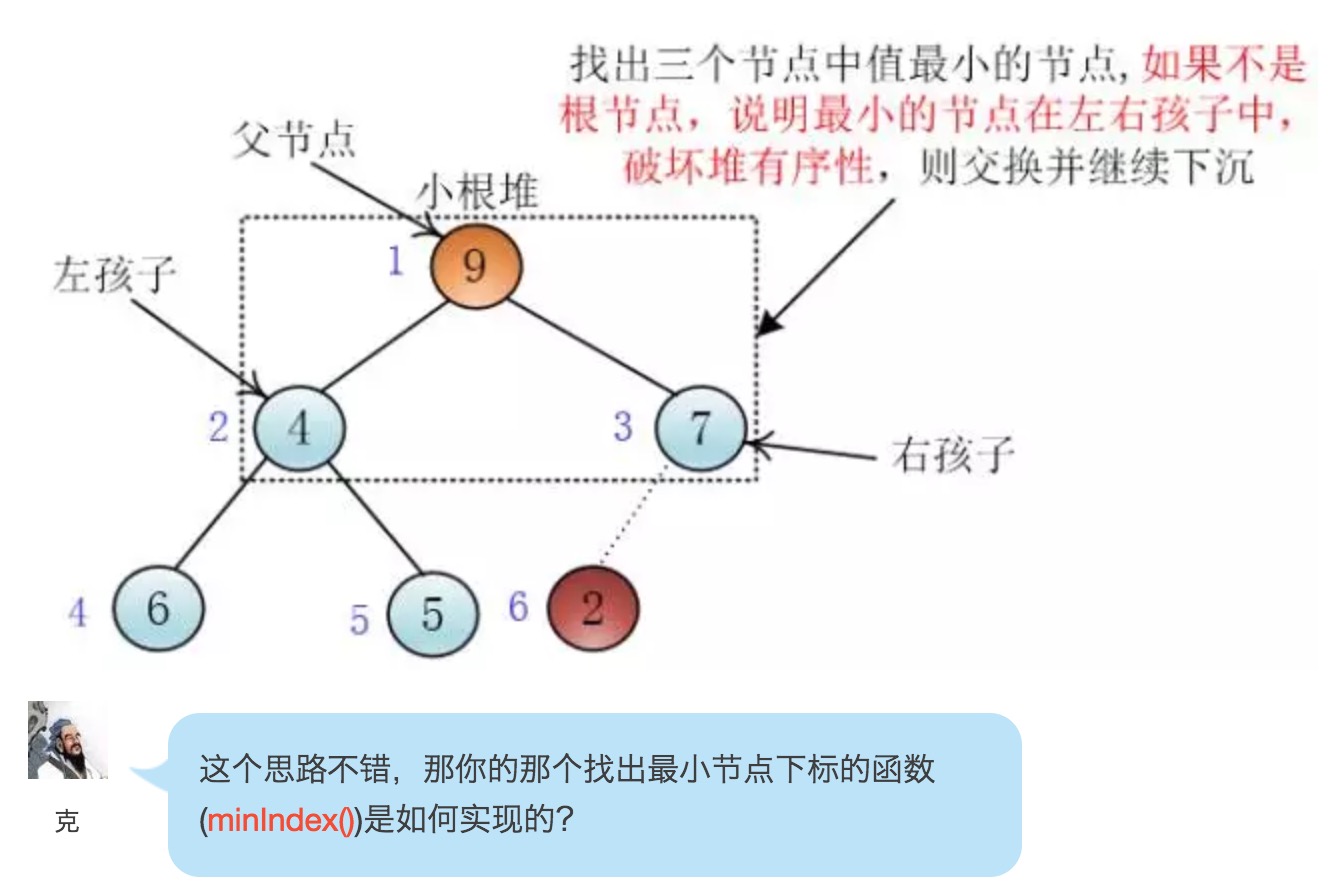 找出三个节点中值最小的节点,如果不是
根节点，说明最小的节点在左右孩子中，
破坏堆有序性，则交换并继续下沉
父节点
小根堆
1
9
左孩子
2
4
3
7
右孩子
4
6
5
5
6
2
这个思路不错，那你的那个找出最小节点下标的函数
(minIndex())是如何实现的？
克